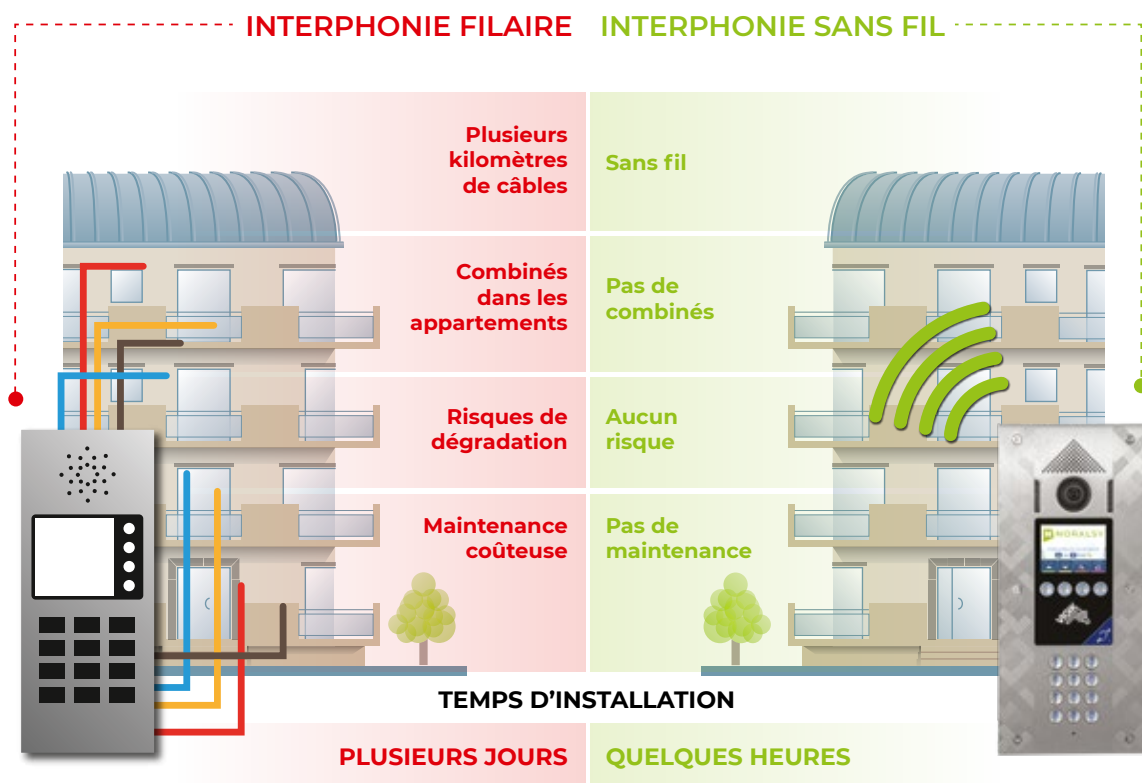 INTERPHONIE FILAIRE
INTERPHONIE SANS FIL
Plusieurs
kilomètres
de câbles
Sans fil
Combinés
dans les
appartements
Pas de
combinés
Risques de
dégradation
Aucun
risque
Maintenance
coûteuse
Pas de
maintenance
NORALSY
TEMPS D'INSTALLATION
PLUSIEURS JOURS
QUELQUES HEURES